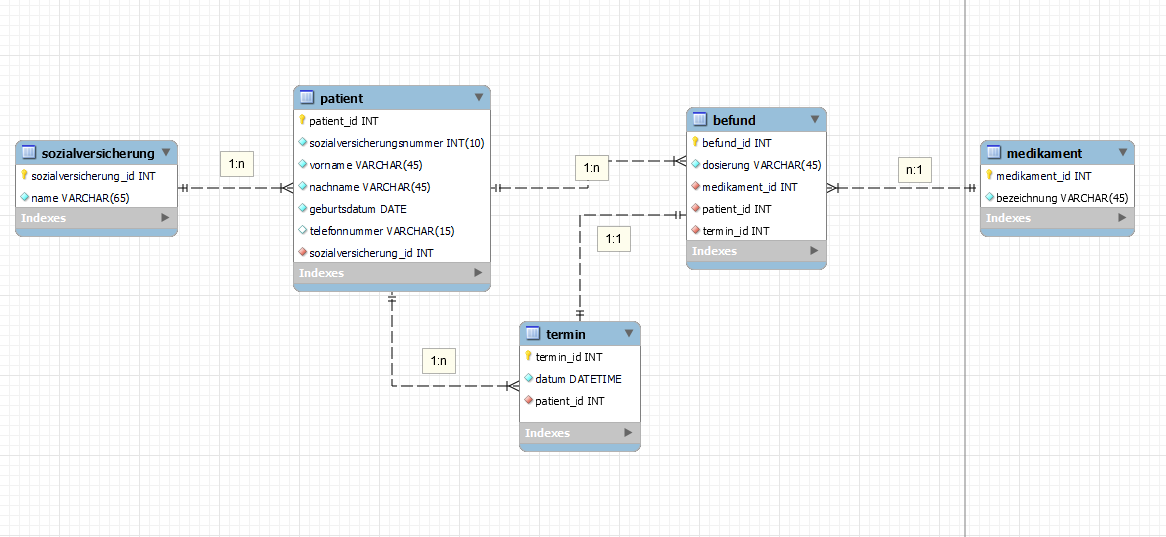 sozialversicherung
sozialversicherung_id INT
name VARCHAR(65)
Indexes
1:n
patient
patient_id INT
sozialversicherungsnummer INT(10)
vorname VARCHAR(45)
nachname VARCHAR(45)
geburtsdatum DATE
telefonnummer VARCHAR(15)
sozialversicherung_id INT
Indexes
1:n
1:n
termin
termin_id INT
datum DATETIME
patient_id INT
Indexes
1:1
befund
befund_id INT
dosierung VARCHAR(45)
medikament_id INT
patient_id INT
termin_id INT
Indexes
n:1
medikament
medikament_id INT
bezeichnung VARCHAR(45)
Indexes